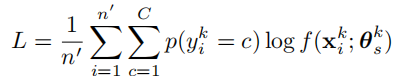 L = \frac{1}{n'} \sum_{i=1}^{n'} \sum_{c=1}^{C} p(y_i^k = c) \log f(\mathbf{x}_i^k; \boldsymbol{\theta}_s^k)